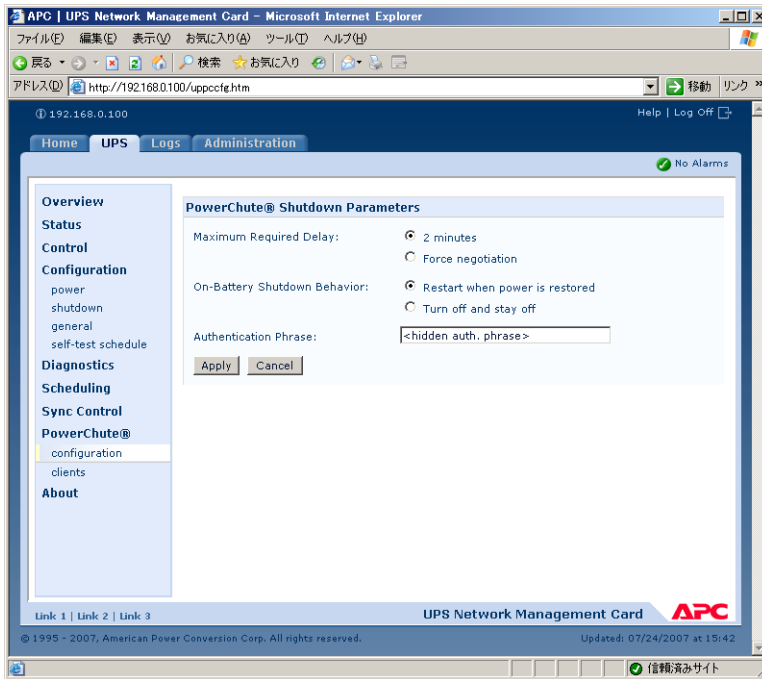 APC | UPS Network Management Card - Microsoft Internet Explorer
ファイル(F) 編集(E) 表示(V) お気に入り(A) ツール(T) ヘルプ(H)
戻る 検索 お気に入り
アドレス(D) http://192.168.0.100/uppccfg.htm 移動 リンク »
192.168.0.100 Help | Log Off
Home UPS Logs Administration
No Alarms
Overview
Status
Control
Configuration
power
shutdown
general
self-test schedule
Diagnostics
Scheduling
Sync Control
PowerChute®
configuration
clients
About
PowerChute® Shutdown Parameters
Maximum Required Delay: 2 minutes
Force negotiation
On-Battery Shutdown Behavior: Restart when power is restored
Turn off and stay off
Authentication Phrase: <hidden auth. phrase>
Apply Cancel
Link 1 | Link 2 | Link 3 UPS Network Management Card APC
© 1995 - 2007, American Power Conversion Corp. All rights reserved. Updated: 07/24/2007 at 15:42
信頼済みサイト